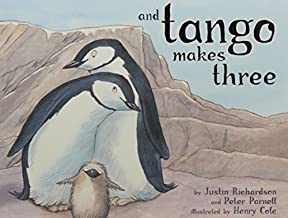 and
tango
makes
three
by Justin Richardson
and Peter Parnell
illustrated by Henry Cole